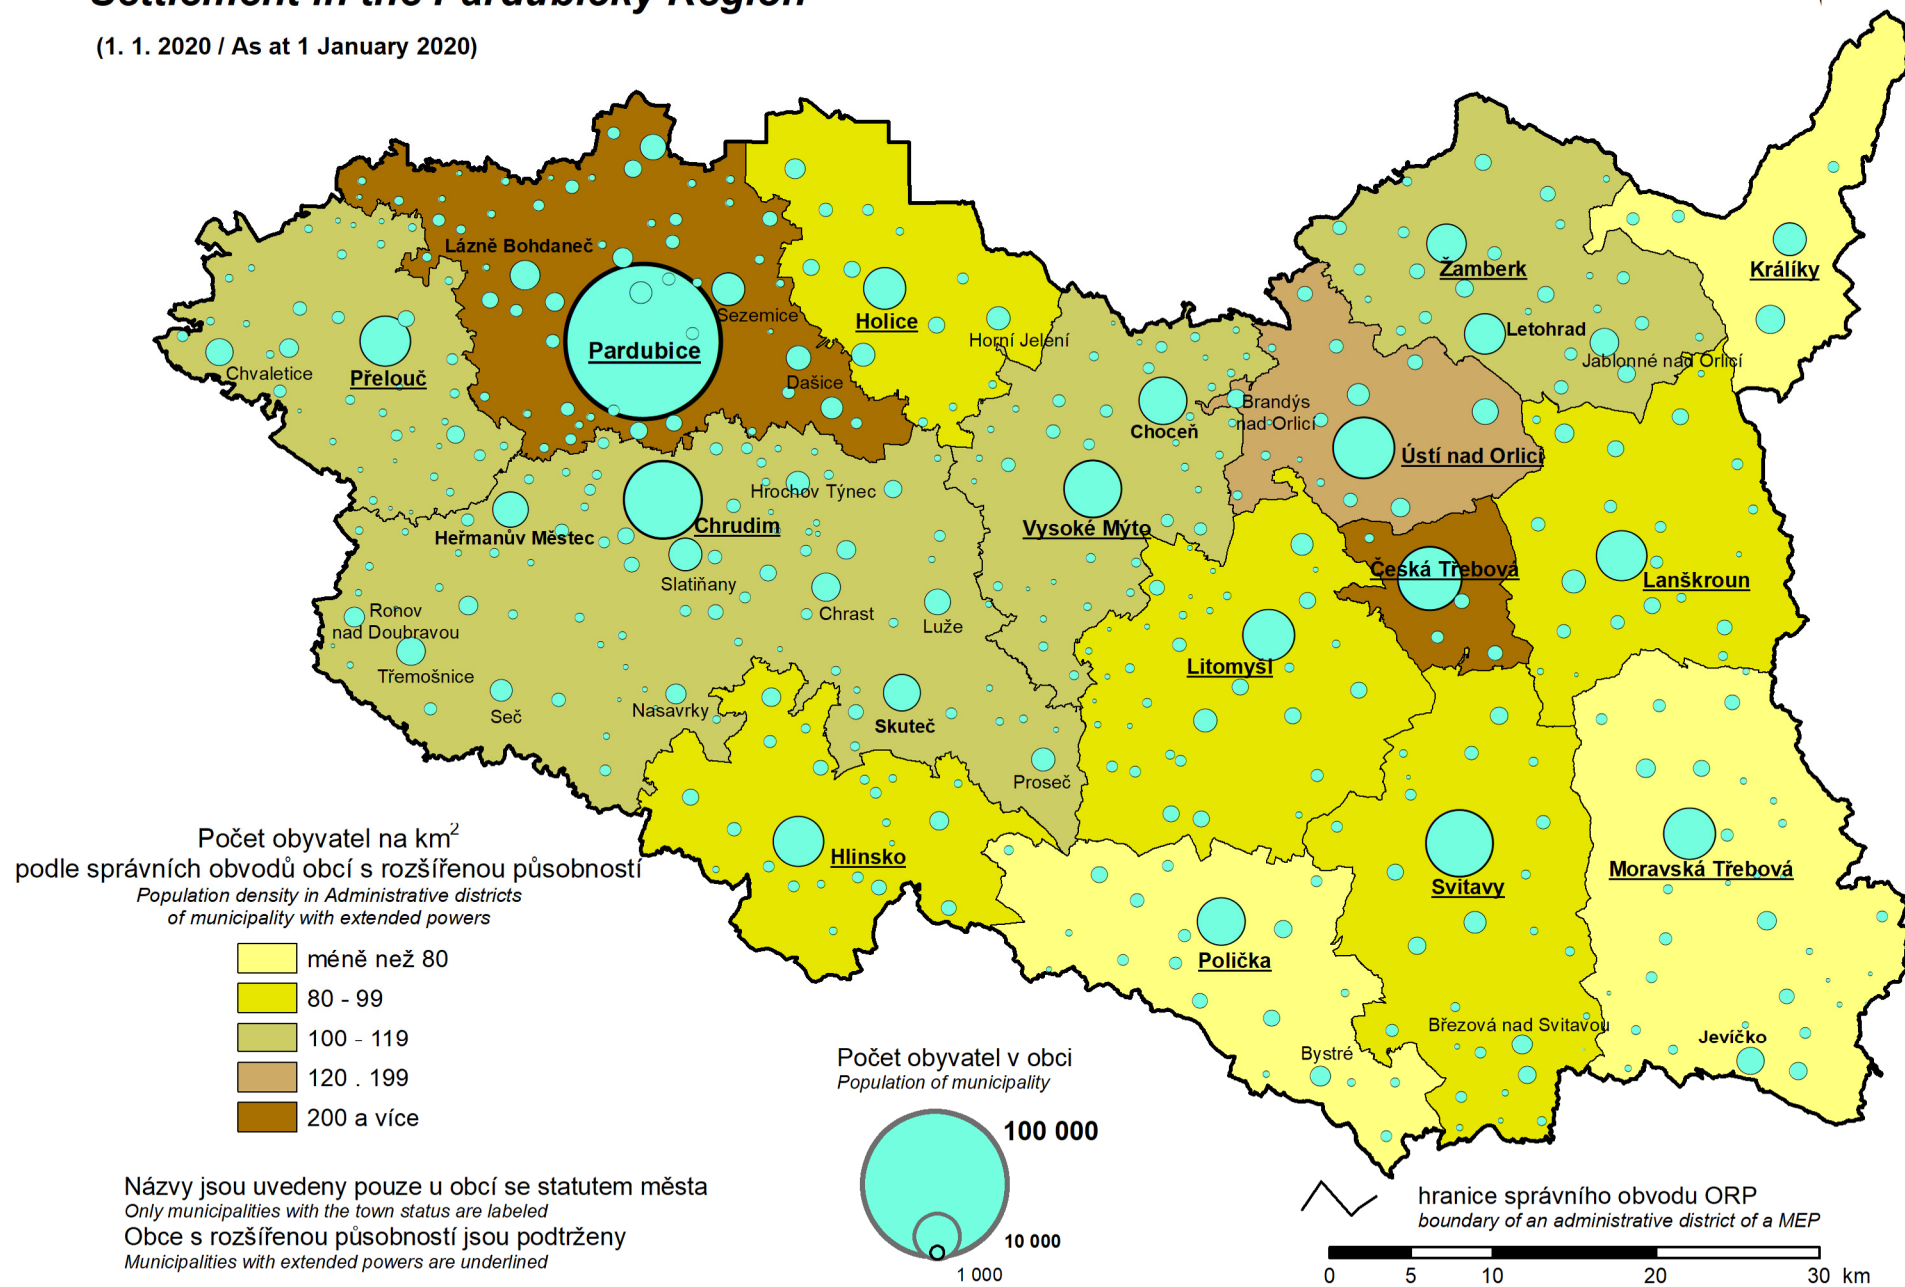 Settlement in the Pardubický Region
(1. 1. 2020 / As at 1 January 2020)
Lázně Bohdaneč
Sezemice
Pardubice
Přelouč
Chvaletice
Dašice
Holice
Horní Jelení
Žamberk
Králíky
Letohrad
Jablonné nad Orlicí
Brandýs
nad Orlicí
Choceň
Ústí nad Orlicí
Hrochov Týnec
Chrudim
Heřmanův Městec
Vysoké Mýto
Slatiňany
Česká Třebová
Lanškroun
Ronov
nad Doubravou
Chrast
Luže
Třemošnice
Litomyšl
Seč
Nasavrky
Skuteč
Proseč
Hlinsko
Svitavy
Moravská Třebová
Polička
Březová nad Svitavou
Bystré
Jevíčko
Počet obyvatel na km2
podle správních obvodů obcí s rozšířenou působností
Population density in Administrative districts
of municipality with extended powers
méně než 80
80 - 99
100 - 119
120 . 199
200 a více
Názvy jsou uvedeny pouze u obcí se statutem města
Only municipalities with the town status are labeled
Obce s rozšířenou působností jsou podtrženy
Municipalities with extended powers are underlined
Počet obyvatel v obci
Population of municipality
100 000
10 000
1 000
hranice správního obvodu ORP
boundary of an administrative district of a MEP
0 5 10 20 30 km